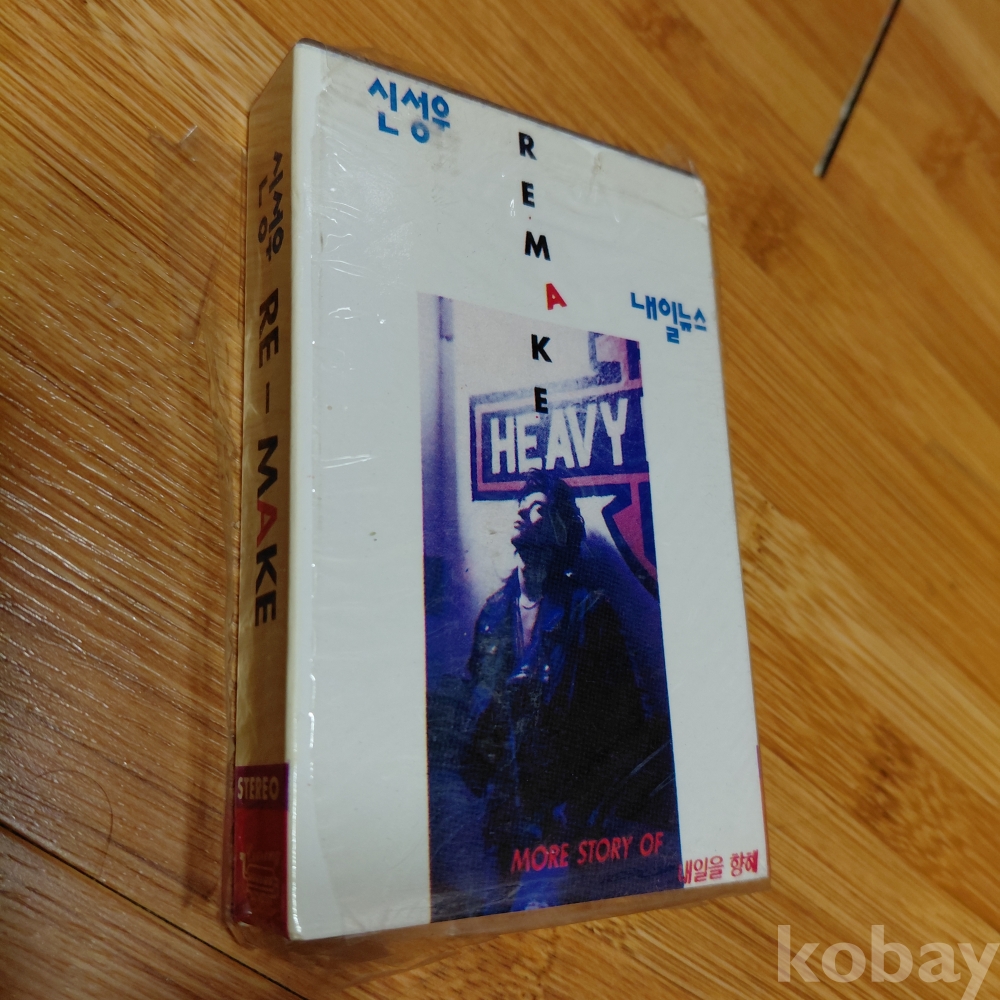 신성우
REMAKE
내일뉴스
HEAVY
MORE STORY OF
내일을 향해
신성우 RE-MAKE
STEREO
kobay